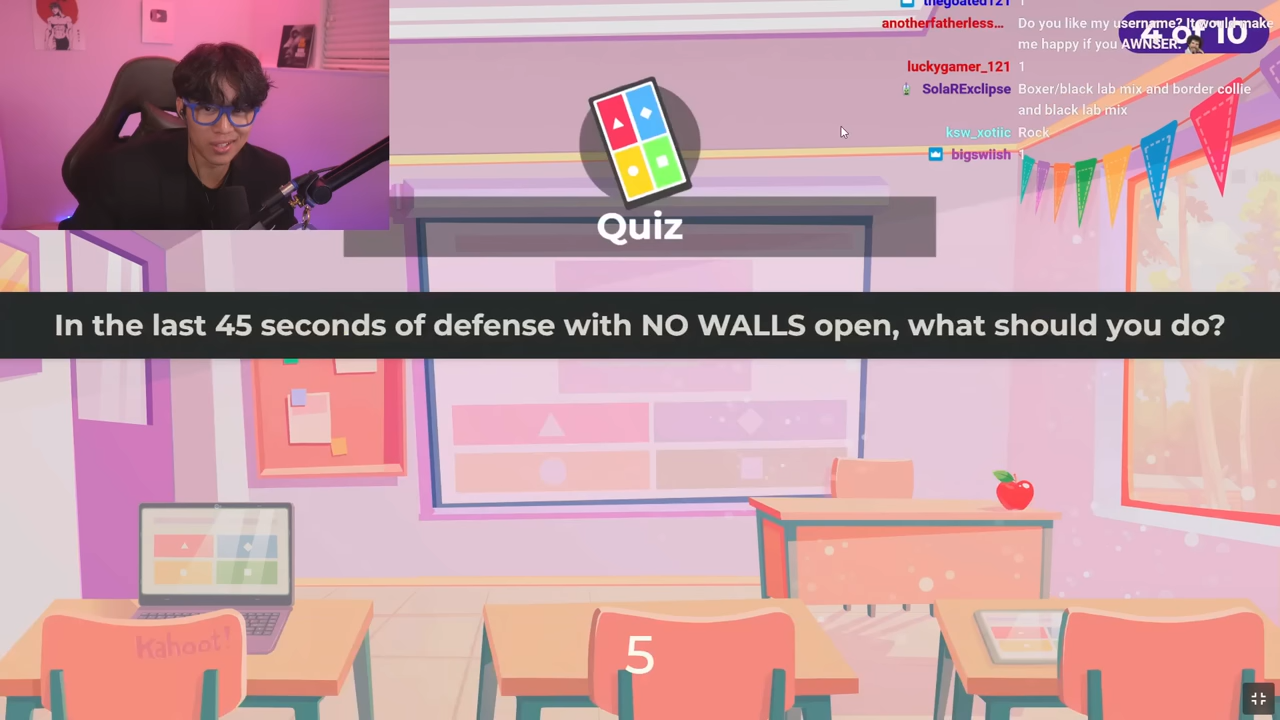 thegoated121 1
anotherfatherless... Do you like my username? It would make
me happy if you AWNSER.
4 of 10
luckygamer_121 1
SolaRExclipse Boxer/black lab mix and border collie
and black lab mix
ksw_xotiic Rock
bigswiish 1
Quiz
In the last 45 seconds of defense with NO WALLS open, what should you do?
Kahoot!
5